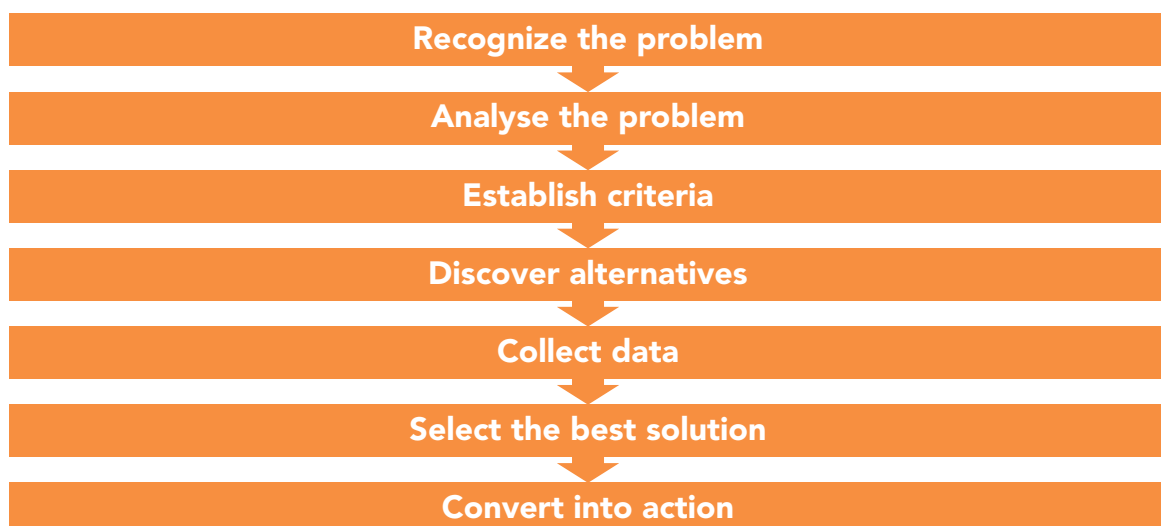 Recognize the problem
Analyse the problem
Establish criteria
Discover alternatives
Collect data
Select the best solution
Convert into action